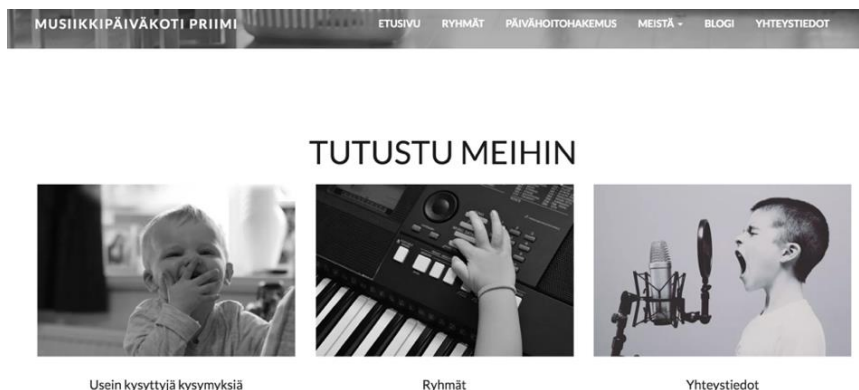 MUSIIKKIPÄIVÄKOTI PRIIMI
ETUSIVU RYHMÄT PÄIVÄHOITOHAKEMUS MEISTÄ BLOGI YHTEYSTIEDOT
TUTUSTU MEIHIN
Usein kysyttyjä kysymyksiä Ryhmät Yhteystiedot